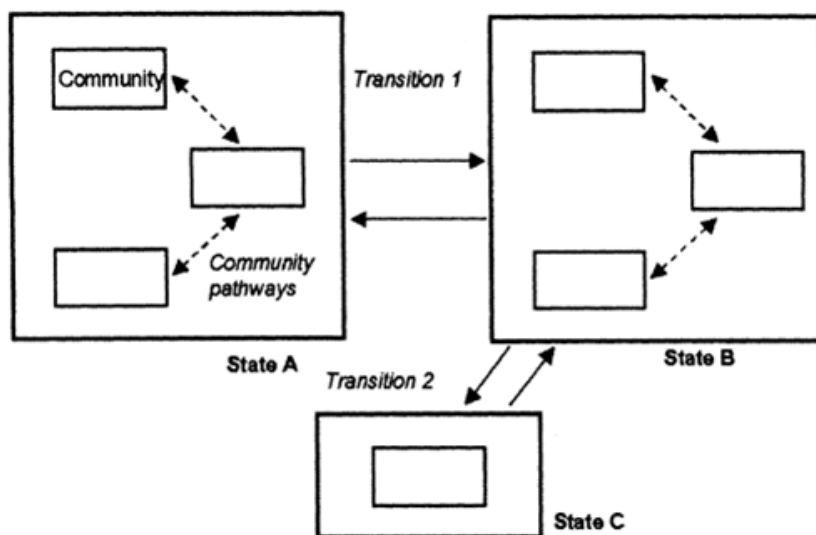 Community
Transition 1
Community
pathways
State A
State B
Transition 2
State C